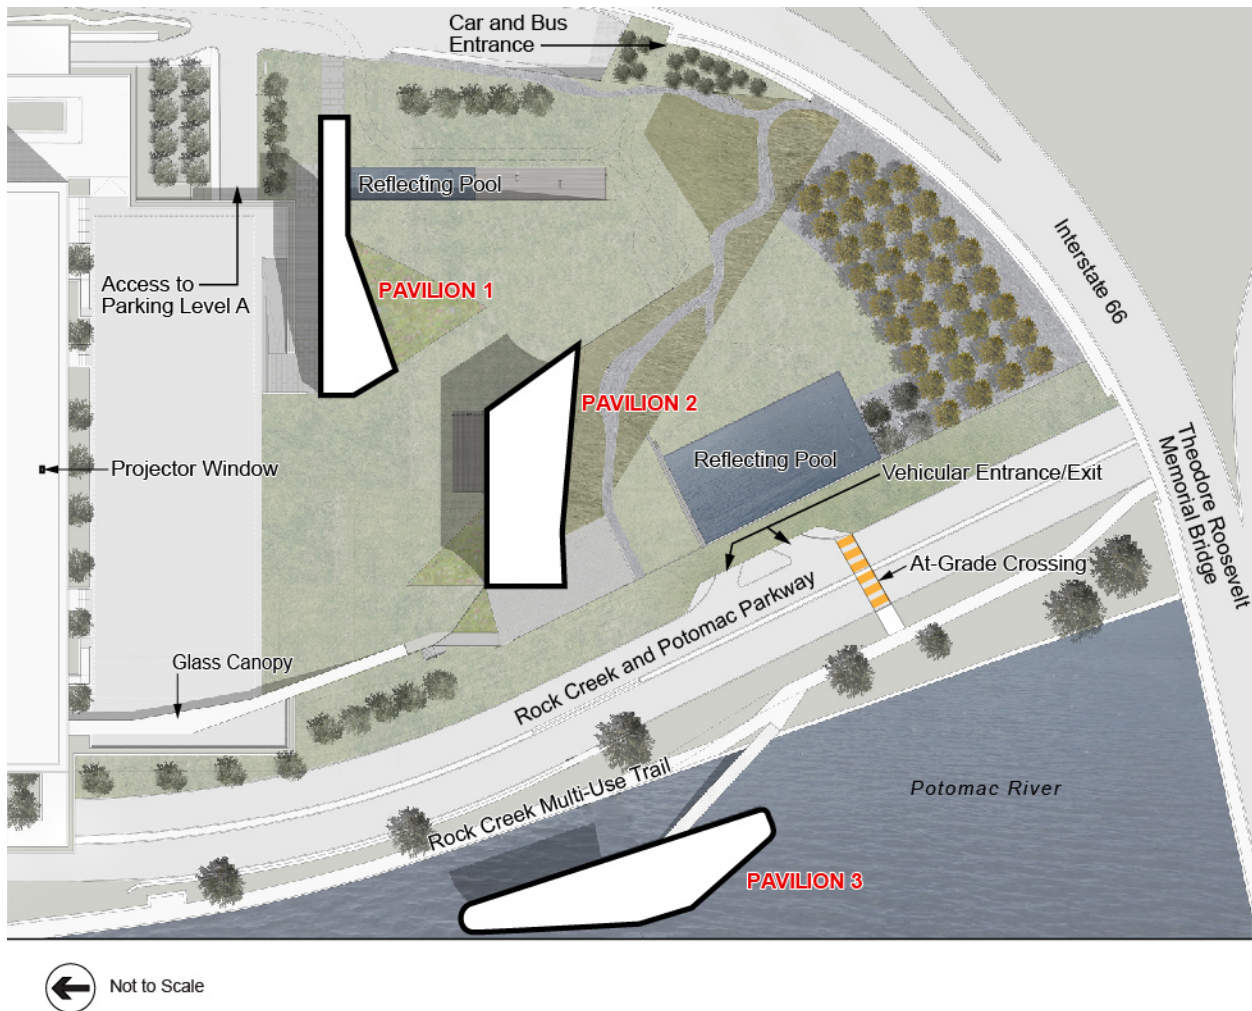 Car and Bus
Entrance
Reflecting Pool
Interstate 66
Access to
Parking Level A
PAVILION 1
PAVILION 2
Projector Window
Reflecting Pool
Vehicular Entrance/Exit
Theodore Roosevelt
Memorial Bridge
At-Grade Crossing
Rock Creek and Potomac Parkway
Glass Canopy
Rock Creek Multi-Use Trail
Potomac River
PAVILION 3
Not to Scale